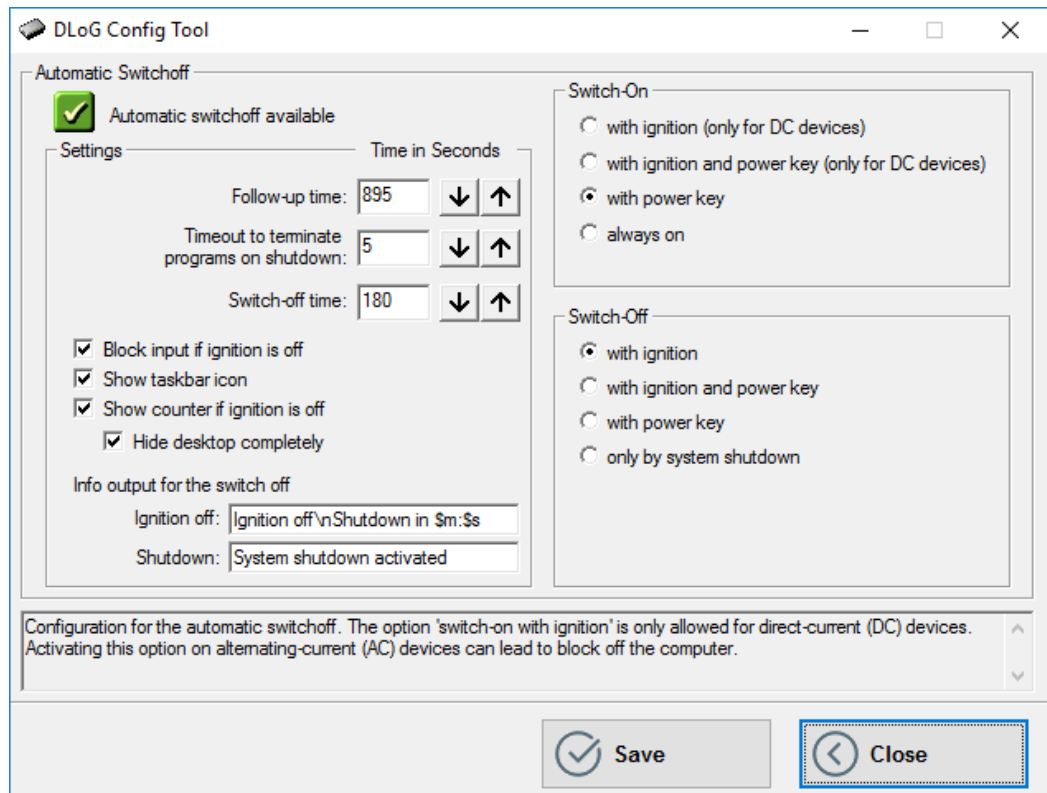 DLoG Config Tool
Automatic Switchoff
Automatic switchoff available
Settings
Time in Seconds
Follow-up time:
895
Timeout to terminate
programs on shutdown:
5
Switch-off time:
180
Block input if ignition is off
Show taskbar icon
Show counter if ignition is off
Hide desktop completely
Info output for the switch off
Ignition off:
Ignition off\nShutdown in $m:$s
Shutdown:
System shutdown activated
Switch-On
with ignition (only for DC devices)
with ignition and power key (only for DC devices)
with power key
always on
Switch-Off
with ignition
with ignition and power key
with power key
only by system shutdown
Configuration for the automatic switchoff. The option 'switch-on with ignition' is only allowed for direct-current (DC) devices.
Activating this option on alternating-current (AC) devices can lead to block off the computer.
Save
Close